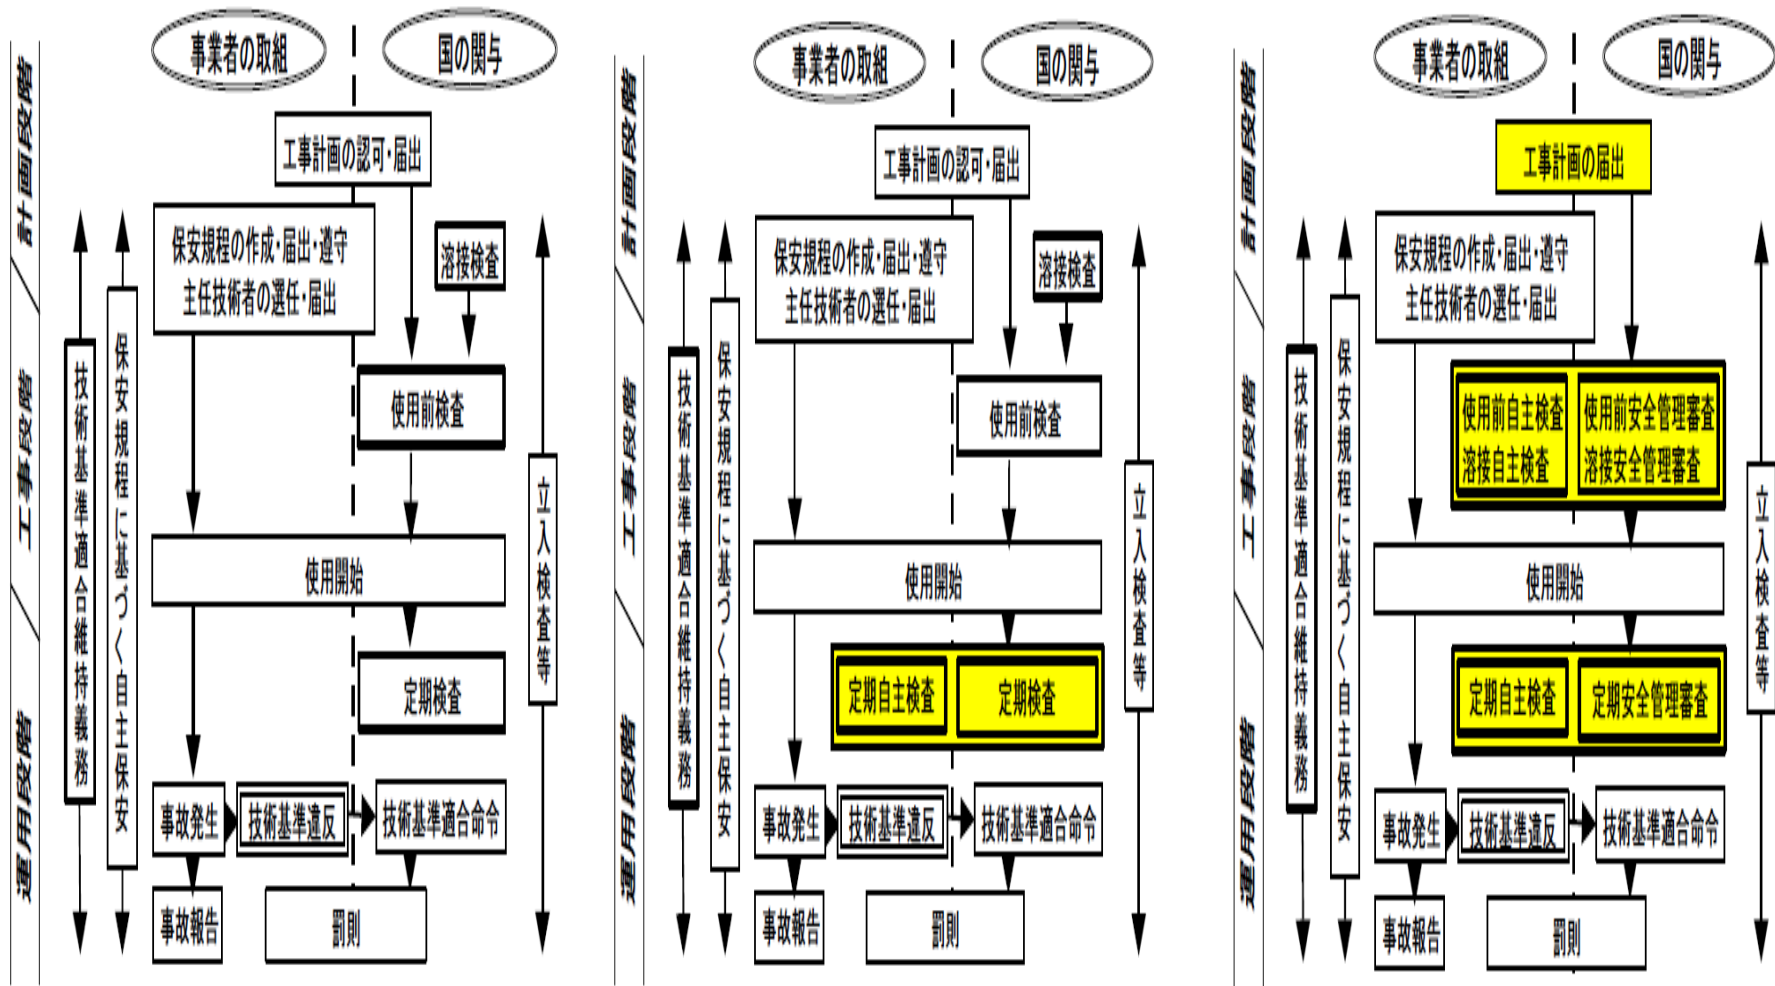 事業者の取組
国の関与
計画段階
工事段階
運用段階
工事計画の認可・届出
保安規程の作成・届出・遵守
主任技術者の選任・届出
溶接検査
使用前検査
技術基準適合維持義務
保安規程に基づく自主保安
立入検査等
使用開始
定期検査
事故発生
技術基準違反
技術基準適合命令
事故報告
罰則
事業者の取組
国の関与
計画段階
工事段階
運用段階
工事計画の認可・届出
保安規程の作成・届出・遵守
主任技術者の選任・届出
溶接検査
使用前検査
技術基準適合維持義務
保安規程に基づく自主保安
立入検査等
使用開始
定期自主検査
定期検査
事故発生
技術基準違反
技術基準適合命令
事故報告
罰則
事業者の取組
国の関与
計画段階
工事段階
運用段階
工事計画の届出
保安規程の作成・届出・遵守
主任技術者の選任・届出
使用前自主検査
溶接自主検査
使用前安全管理審査
溶接安全管理審査
技術基準適合維持義務
保安規程に基づく自主保安
立入検査等
使用開始
定期自主検査
定期安全管理審査
事故発生
技術基準違反
技術基準適合命令
事故報告
罰則